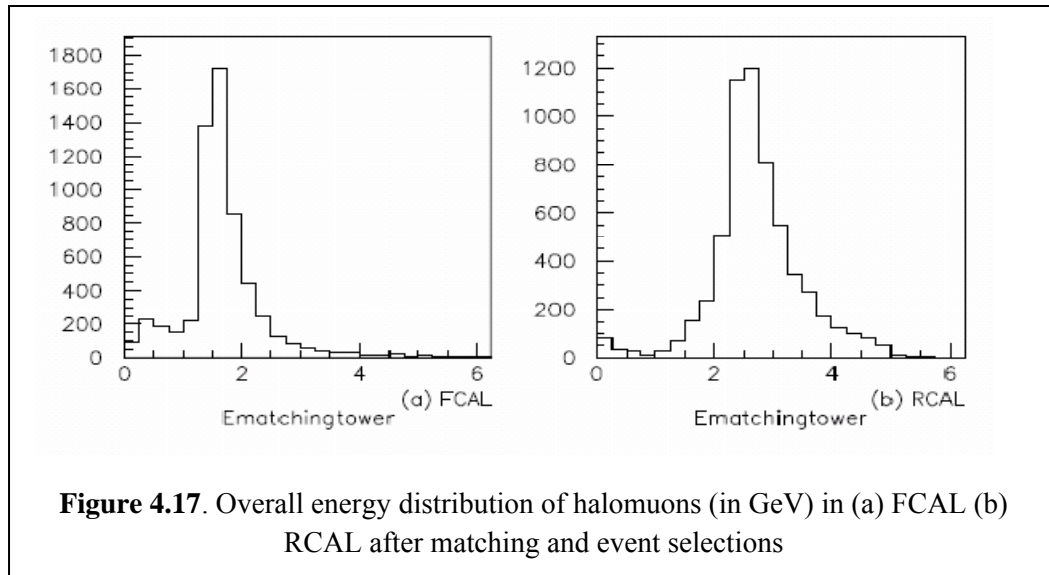 1800
1600
1400
1200
1000
800
600
400
200
0
0 2 4 6
(a) FCAL
Ematchingtower
1200
1000
800
600
400
200
0
0 2 4 6
(b) RCAL
Ematchingtower
Figure 4.17. Overall energy distribution of halomuons (in GeV) in (a) FCAL (b)
RCAL after matching and event selections